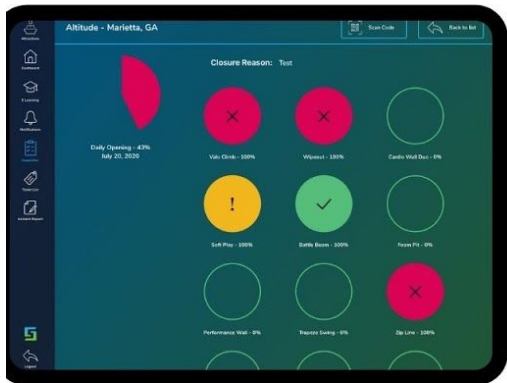 Attractions
Altitude - Marietta, GA
Scan Code
Back to list
Dashboard
E Learning
Notifications
Inspection
Incident Report
Logout
Closure Reason: Test
Daily Opening - 43%
July 20, 2020
Valo Climb - 100%
Wipeout - 100%
Cardio Wall Duo - 0%
Soft Play - 100%
Battle Beam - 100%
Foam Pit - 0%
Performance Wall - 0%
Trapeze Swing - 0%
Zip Line - 100%